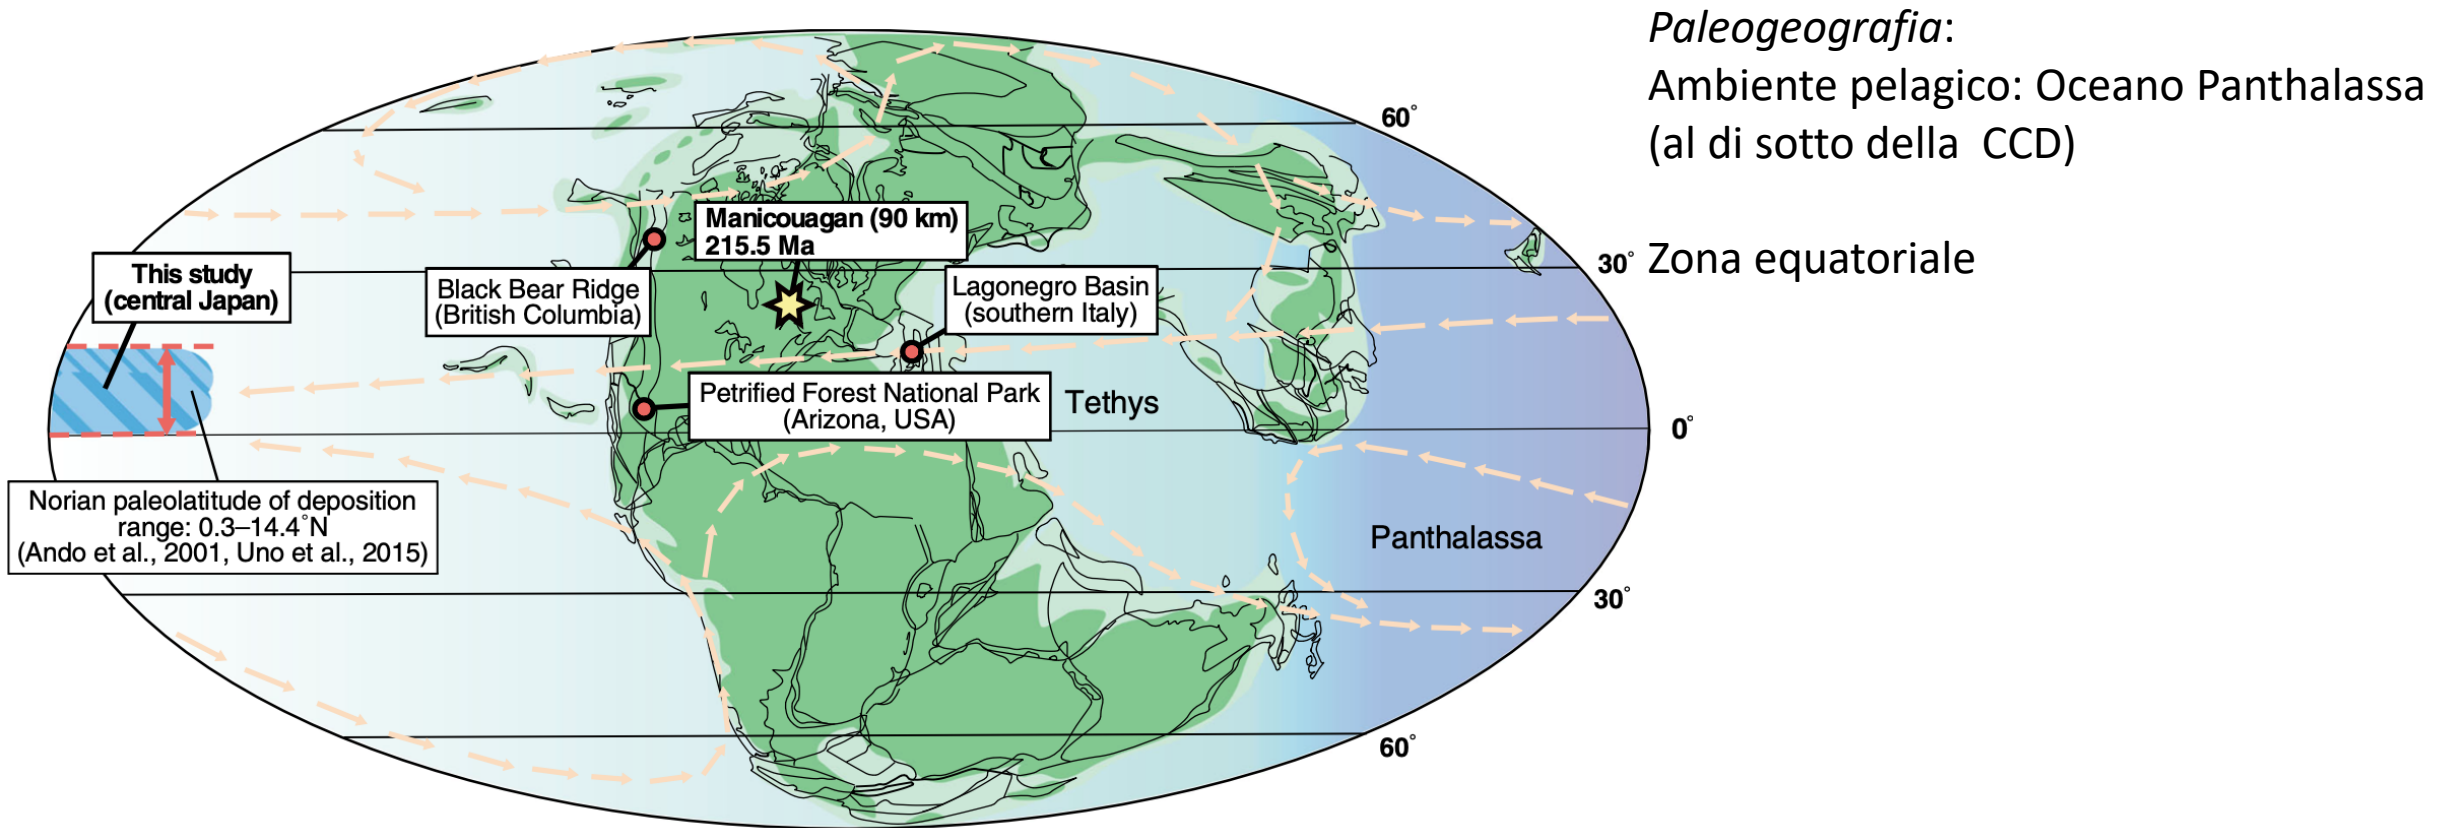 Paleogeografia:
Ambiente pelagico: Oceano Panthalassa
(al di sotto della CCD)
Zona equatoriale
60°
30°
0°
30°
60°
This study
(central Japan)
Black Bear Ridge
(British Columbia)
Manicouagan (90 km)
215.5 Ma
Lagonegro Basin
(southern Italy)
Petrified Forest National Park
(Arizona, USA)
Tethys
Panthalassa
Norian paleolatitude of deposition
range: 0.3–14.4°N
(Ando et al., 2001, Uno et al., 2015)